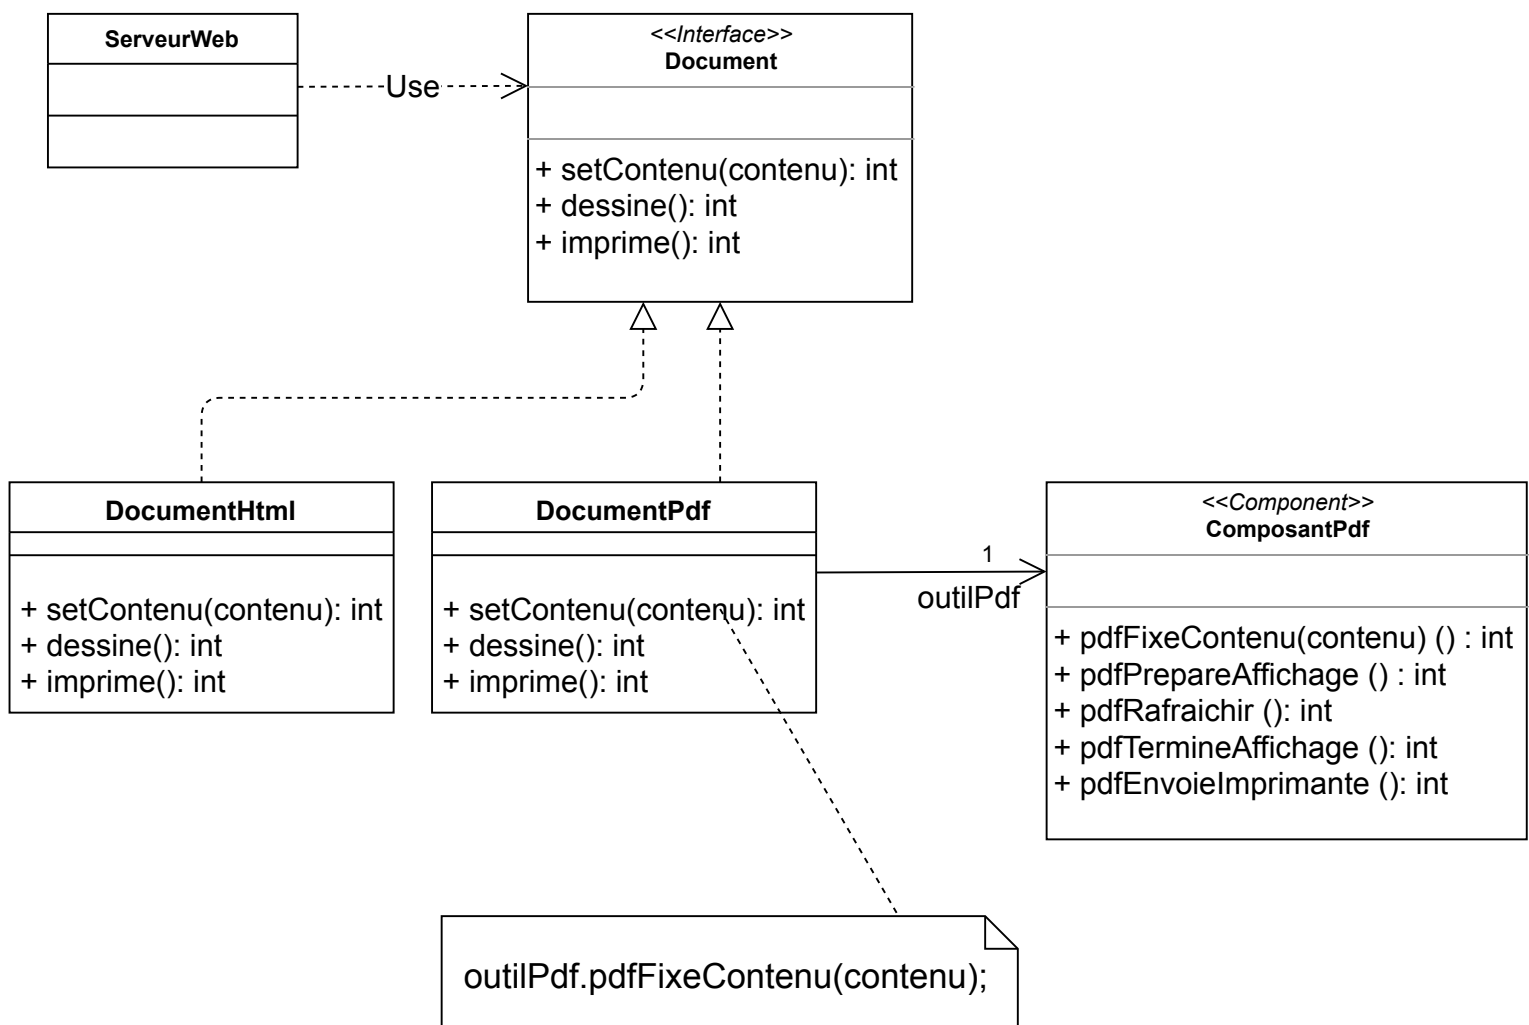 ServeurWeb
Use
<<Interface>>
Document
+ setContenu(contenu): int
+ dessine(): int
+ imprime(): int
DocumentHtml
+ setContenu(contenu): int
+ dessine(): int
+ imprime(): int
DocumentPdf
+ setContenu(contenu): int
+ dessine(): int
+ imprime(): int
1
outilPdf
<<Component>>
ComposantPdf
+ pdfFixeContenu(contenu) () : int
+ pdfPrepareAffichage () : int
+ pdfRafraichir (): int
+ pdfTermineAffichage (): int
+ pdfEnvoieImprimante (): int
outilPdf.pdfFixeContenu(contenu);